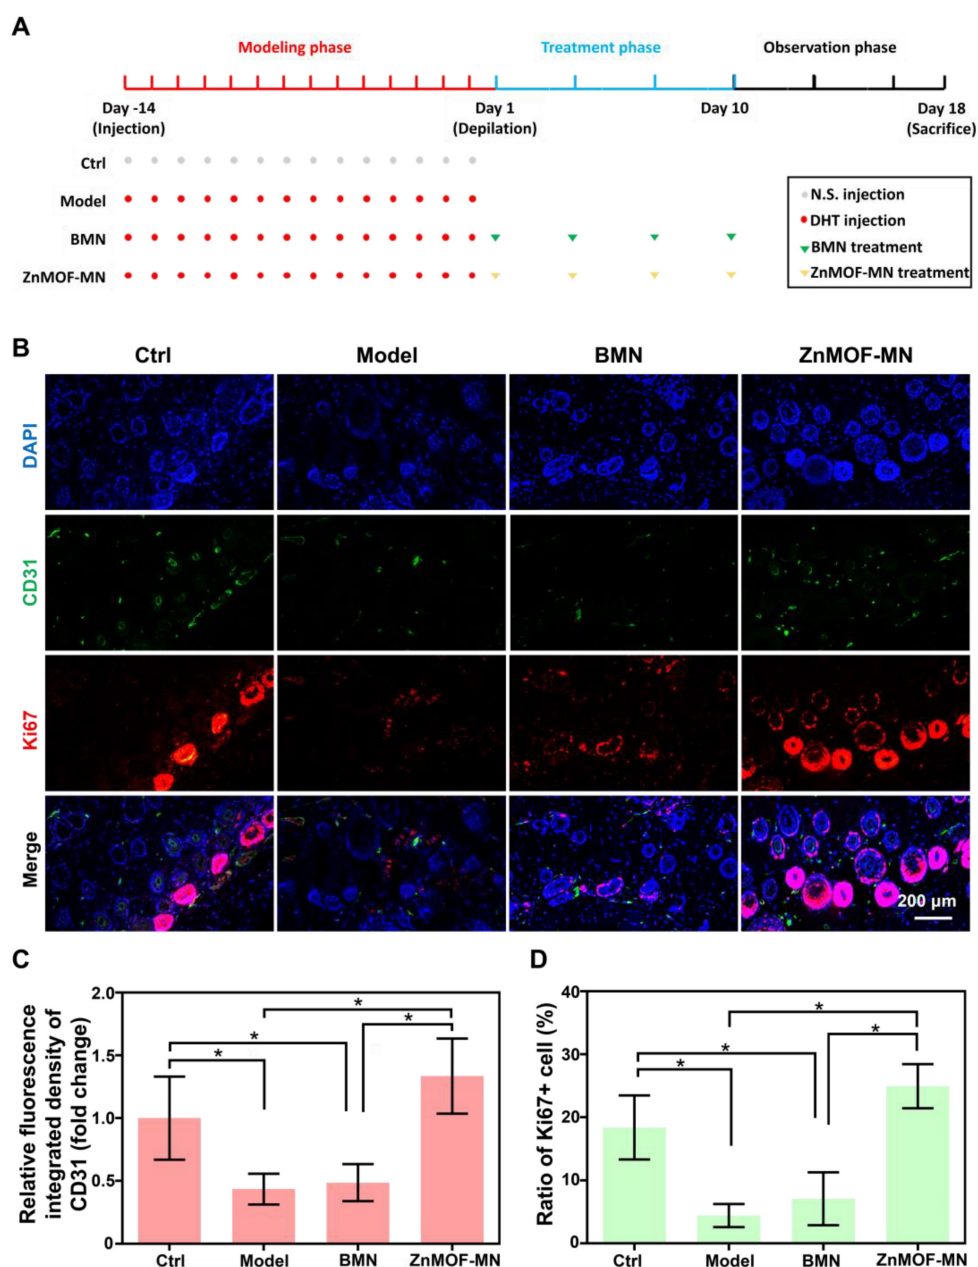 A
Modeling phase
Treatment phase
Observation phase
Day -14
(Injection)
Day 1
(Depilation)
Day 10
Day 18
(Sacrifice)
Ctrl
Model
BMN
ZnMOF-MN
N.S. injection
DHT injection
BMN treatment
ZnMOF-MN treatment
B
Ctrl
Model
BMN
ZnMOF-MN
DAPI
CD31
Ki67
Merge
200 μm
C
Relative fluorescence
integrated density of
CD31 (fold change)
2.0
1.5
1.0
0.5
0
*
*
*
*
Ctrl
Model
BMN
ZnMOF-MN
D
Ratio of Ki67+ cell (%)
40
30
20
10
0
*
*
*
*
Ctrl
Model
BMN
ZnMOF-MN